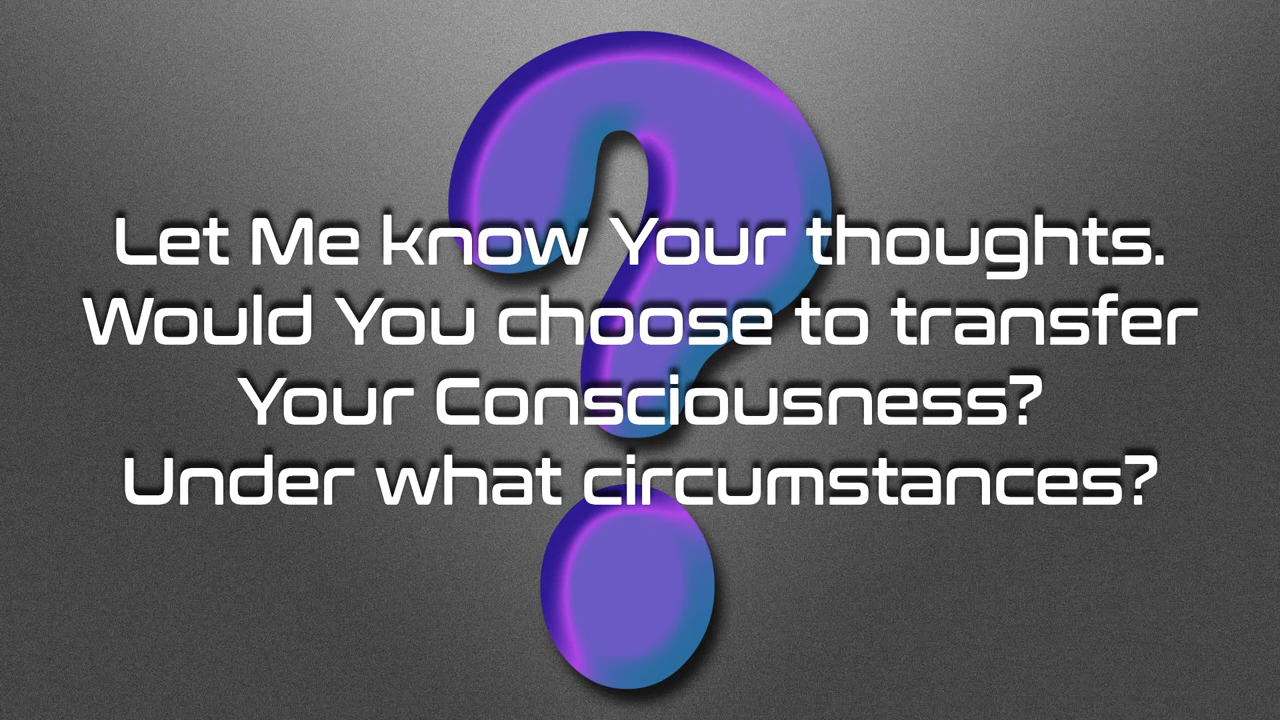 Let Me know Your thoughts.
Would You choose to transfer
Your Consciousness?
Under what circumstances?